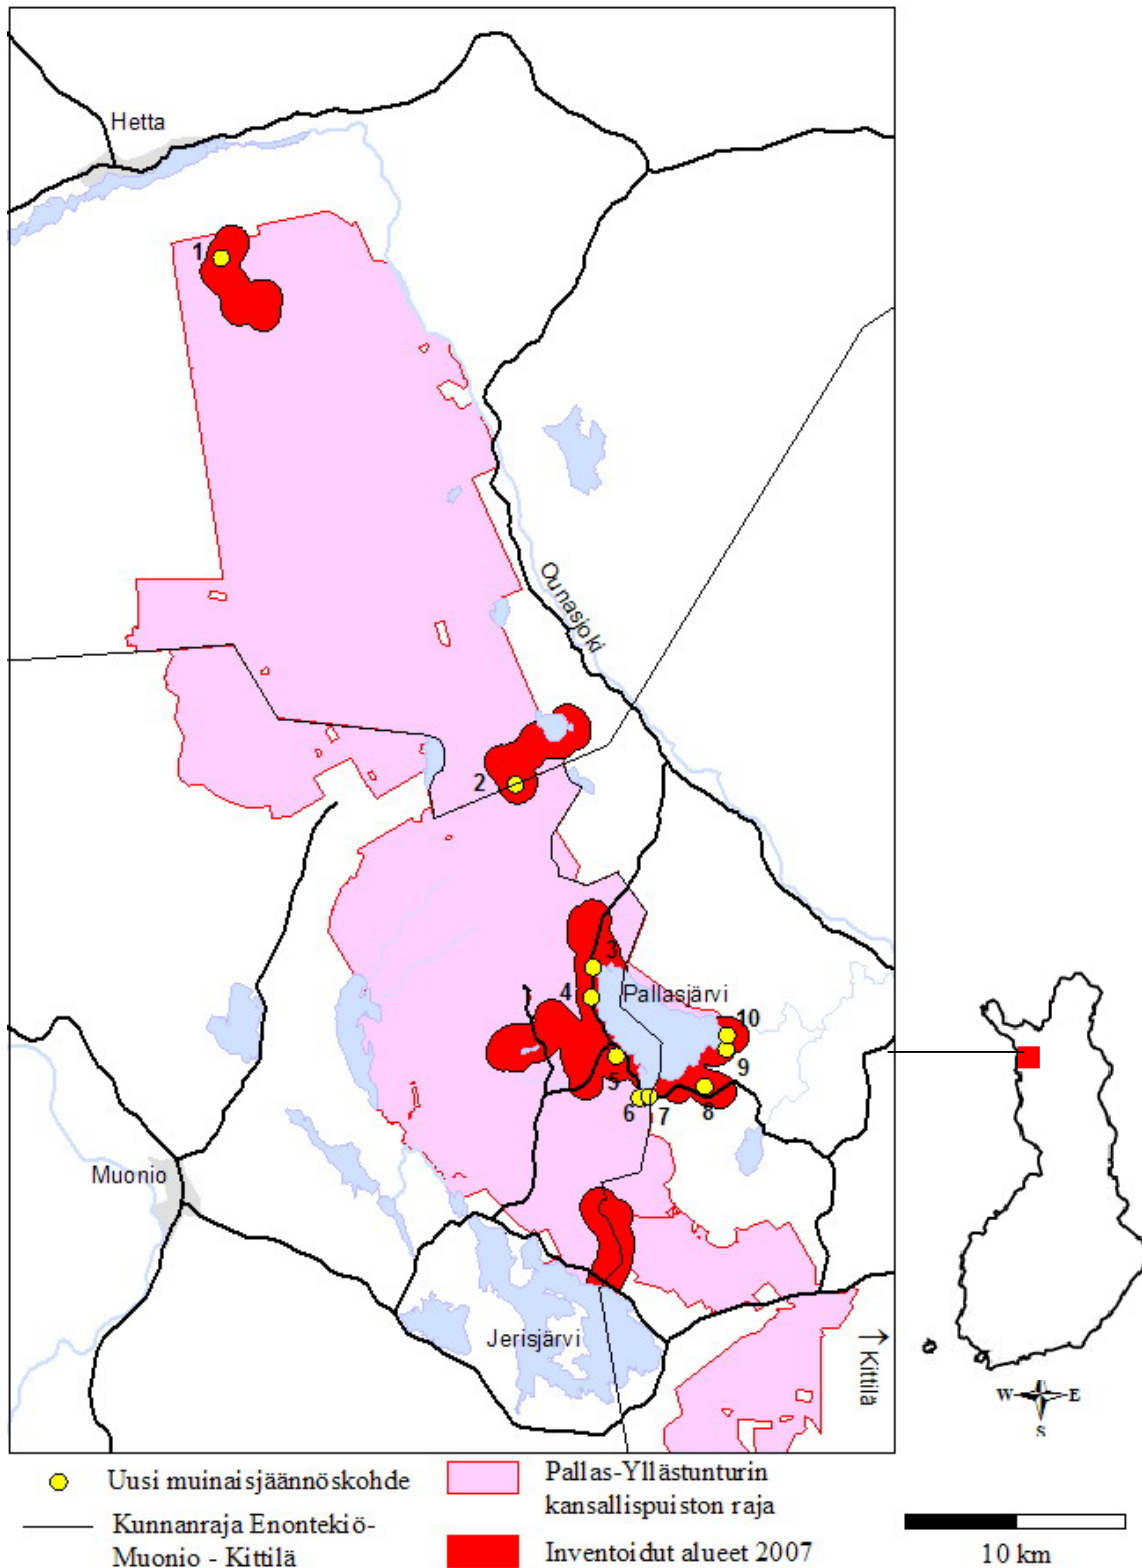 Hetta
1
Ounasjoki
2
3
4
Pallasjärvi
10
9
5
8
6
7
Muonio
Jerisjärvi
↑ Kittilä
W E
S
Uusi muinaisjäännöskohde
Kunnanraja Enontekiö-
Muonio - Kittilä
Pallas-Yllästunturin
kansallispuiston raja
Inventoidut alueet 2007
10 km